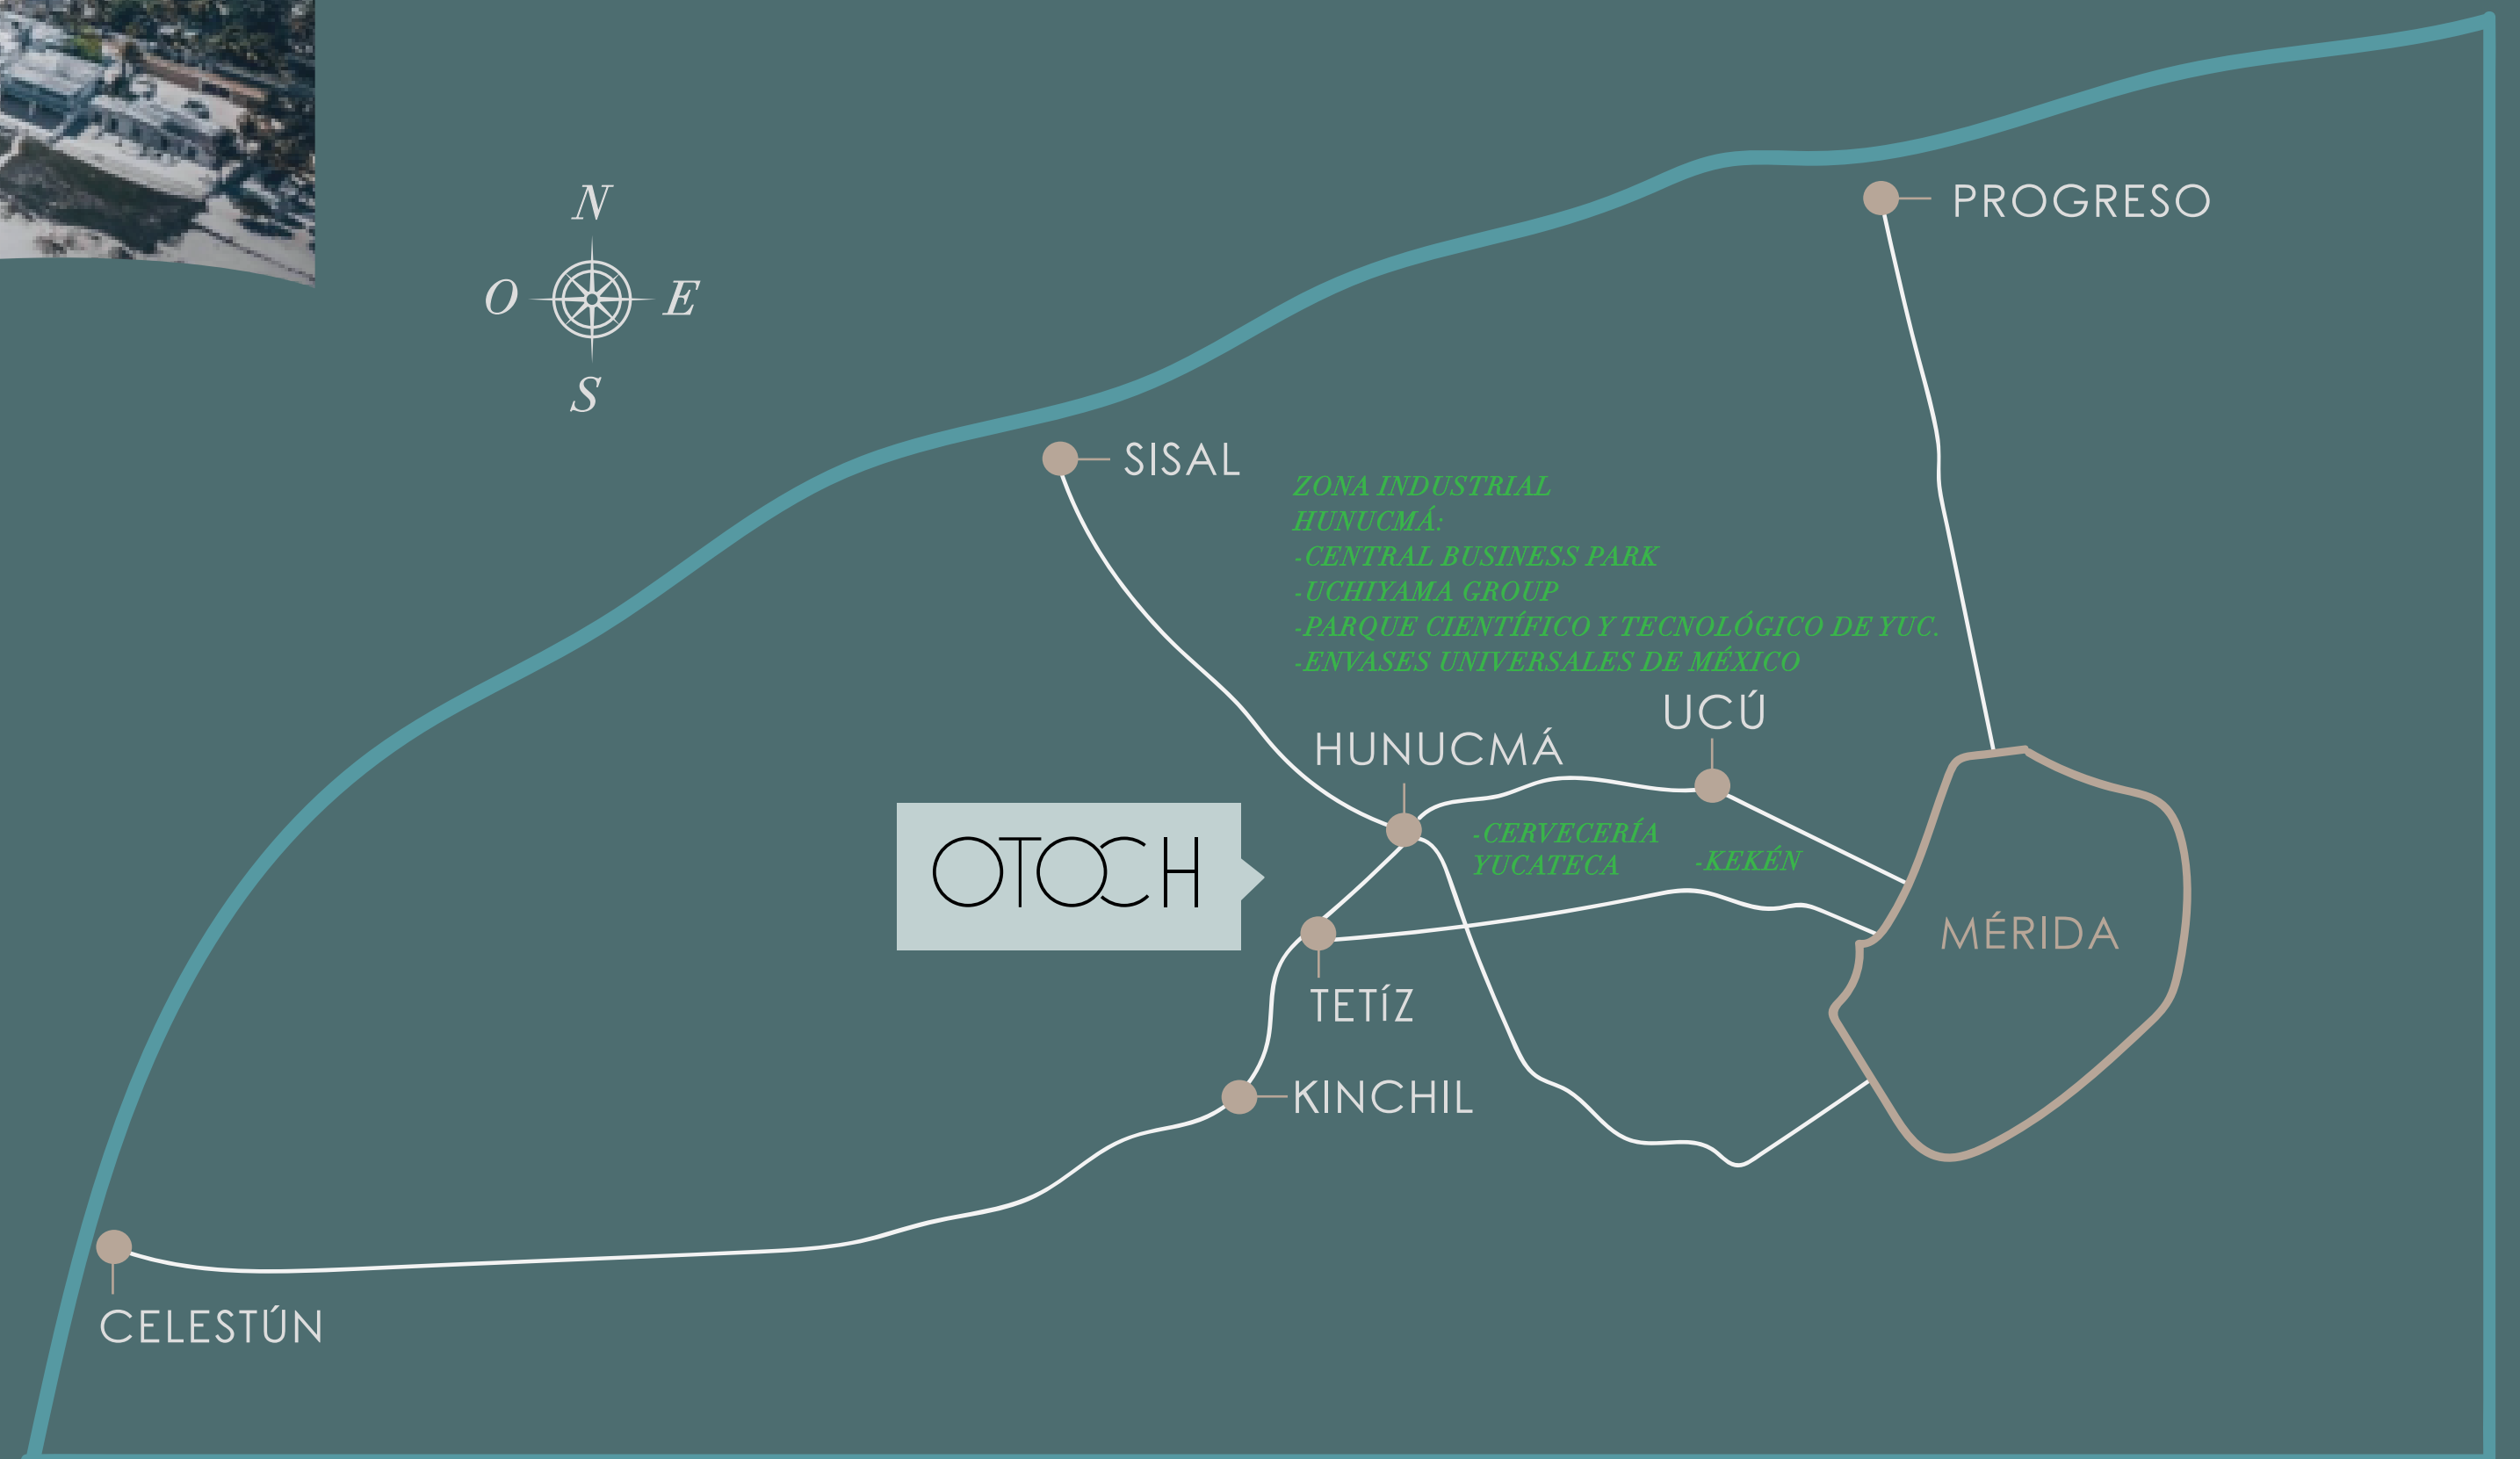 N
O
E
S
PROGRESO
SISAL
ZONA INDUSTRIAL
HUNUCMÁ:
-CENTRAL BUSINESS PARK
-UCHIYAMA GROUP
-PARQUE CIENTÍFICO Y TECNOLÓGICO DE YUC.
-ENVASES UNIVERSALES DE MÉXICO
UCÚ
HUNUCMÁ
OTOCH
-CERVECERÍA
YUCATECA
-KEKÉN
MÉRIDA
TETÍZ
KINCHIL
CELESTÚN